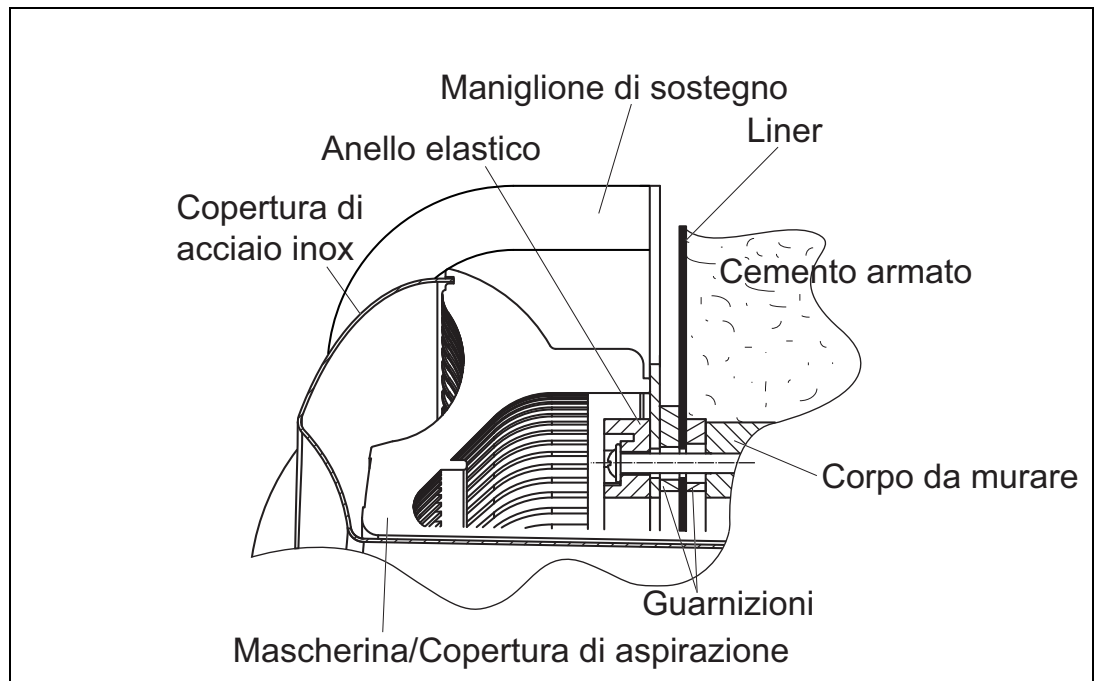 Maniglione di sostegno
Liner
Anello elastico
Copertura di
acciaio inox
Cemento armato
Corpo da murare
Guarnizioni
Mascherina/Copertura di aspirazione